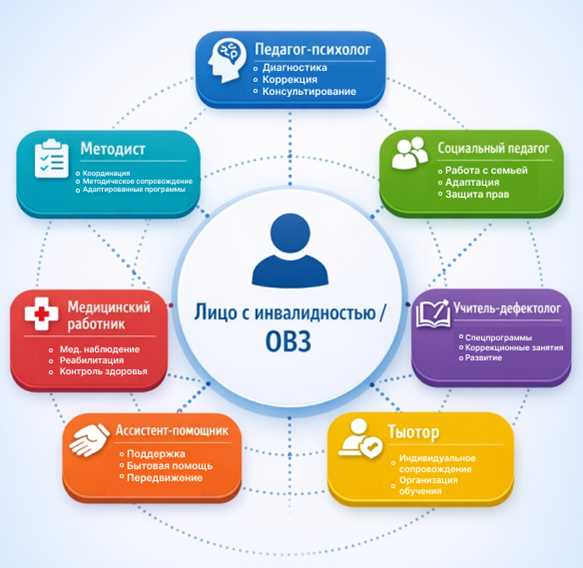 Педагог-психолог
Диагностика
Коррекция
Консультирование
Методист
Координация
Методическое сопровождение
Адаптированные программы
Социальный педагог
Работа с семьей
Адаптация
Защита прав
Лицо с инвалидностью /
ОВЗ
Медицинский
работник
Мед. наблюдение
Реабилитация
Контроль здоровья
Учитель-дефектолог
Спецпрограммы
Коррекционные занятия
Развитие
Ассистент-помощник
Поддержка
Бытовая помощь
Передвижение
Тьютор
Индивидуальное
сопровождение
Организация
обучения